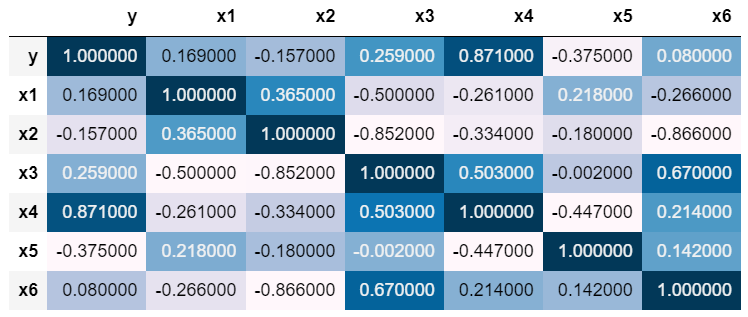 y x1 x2 x3 x4 x5 x6
y 1.000000 0.169000 -0.157000 0.259000 0.871000 -0.375000 0.080000
x1 0.169000 1.000000 0.365000 -0.500000 -0.261000 0.218000 -0.266000
x2 -0.157000 0.365000 1.000000 -0.852000 -0.334000 -0.180000 -0.866000
x3 0.259000 -0.500000 -0.852000 1.000000 0.503000 -0.002000 0.670000
x4 0.871000 -0.261000 -0.334000 0.503000 1.000000 -0.447000 0.214000
x5 -0.375000 0.218000 -0.180000 -0.002000 -0.447000 1.000000 0.142000
x6 0.080000 -0.266000 -0.866000 0.670000 0.214000 0.142000 1.000000